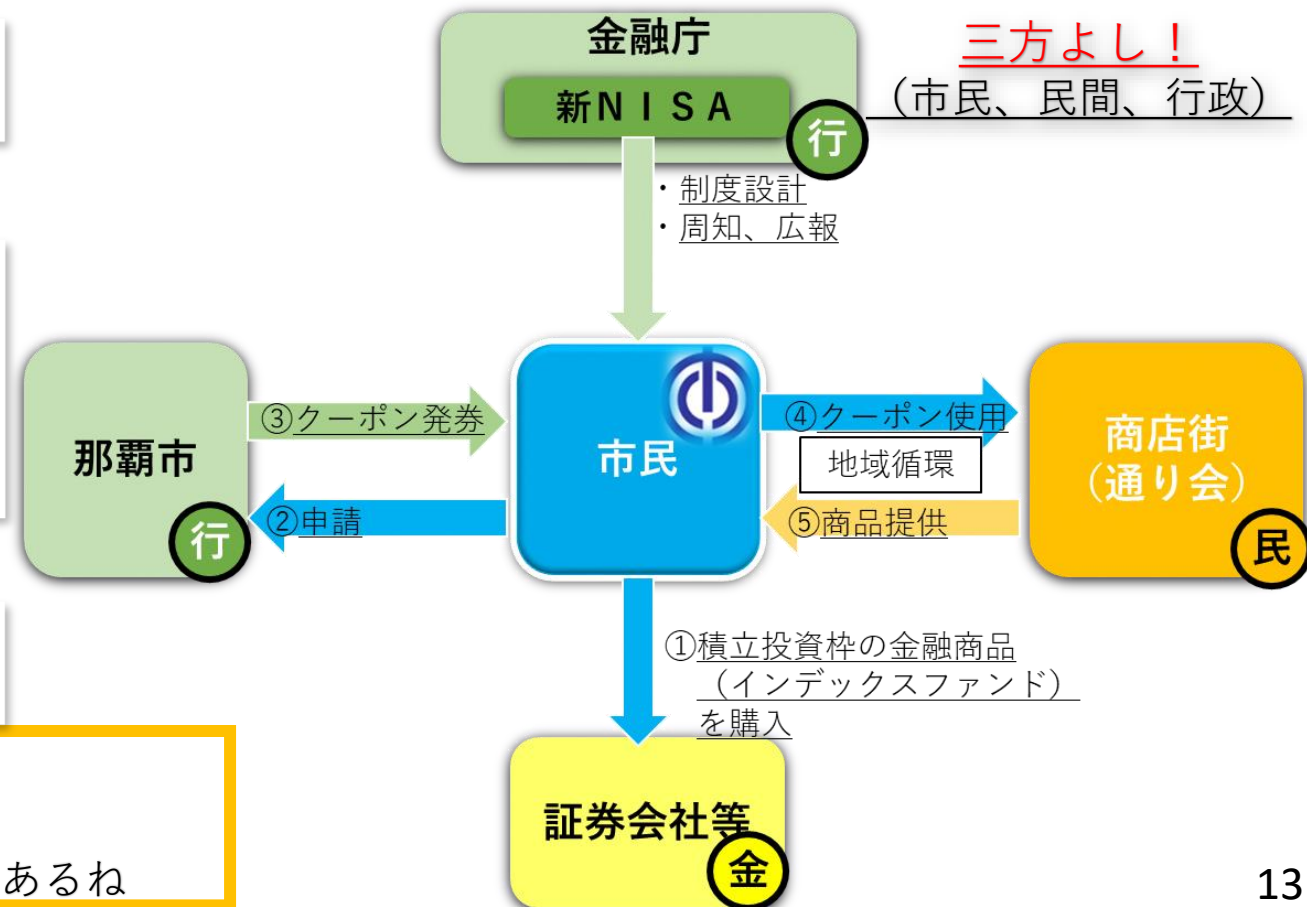 金融庁
新ＮＩＳＡ
行
三方よし！
（市民、民間、行政）
・制度設計
・周知、広報
那覇市
行
③クーポン発券
②申請
市民
④クーポン使用
地域循環
⑤商品提供
商店街
（通り会）
民
①積立投資枠の金融商品
（インデックスファンド）
を購入
証券会社等
金
あるね
13